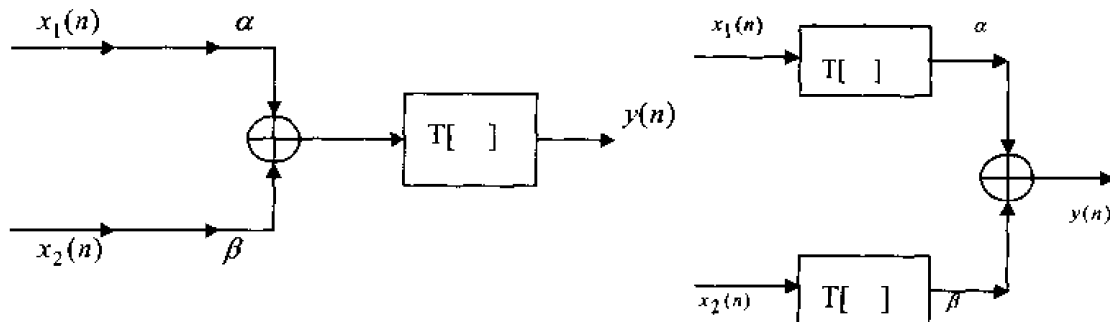 x₁(n) α
T[ ]
y(n)
x₂(n) β
x₁(n) α
T[ ]
y(n)
x₂(n) T[ ] β